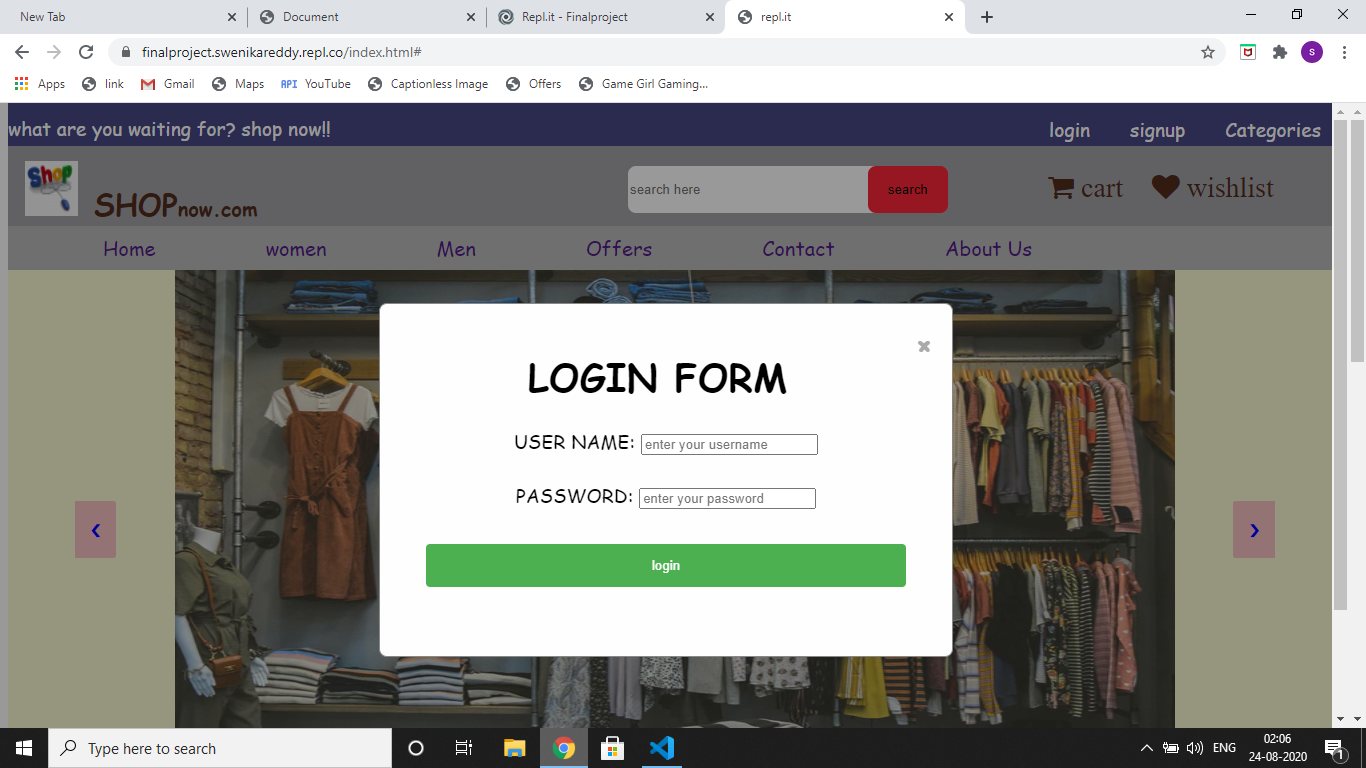 New Tab
Document
Repl.it - Finalproject
repl.it
finalproject.swenikareddy.repl.co/index.html#
S
Apps
link
Gmail
Maps
API YouTube
Captionless Image
Offers
Game Girl Gaming...
what are you waiting for? shop now!!
login
signup
Categories
Shop
SHOPnow.com
search here
search
cart
wishlist
Home
women
Men
Offers
Contact
About Us
LOGIN FORM
USER NAME: enter your username
PASSWORD: enter your password
login
Type here to search
ENG
02:06
24-08-2020
1